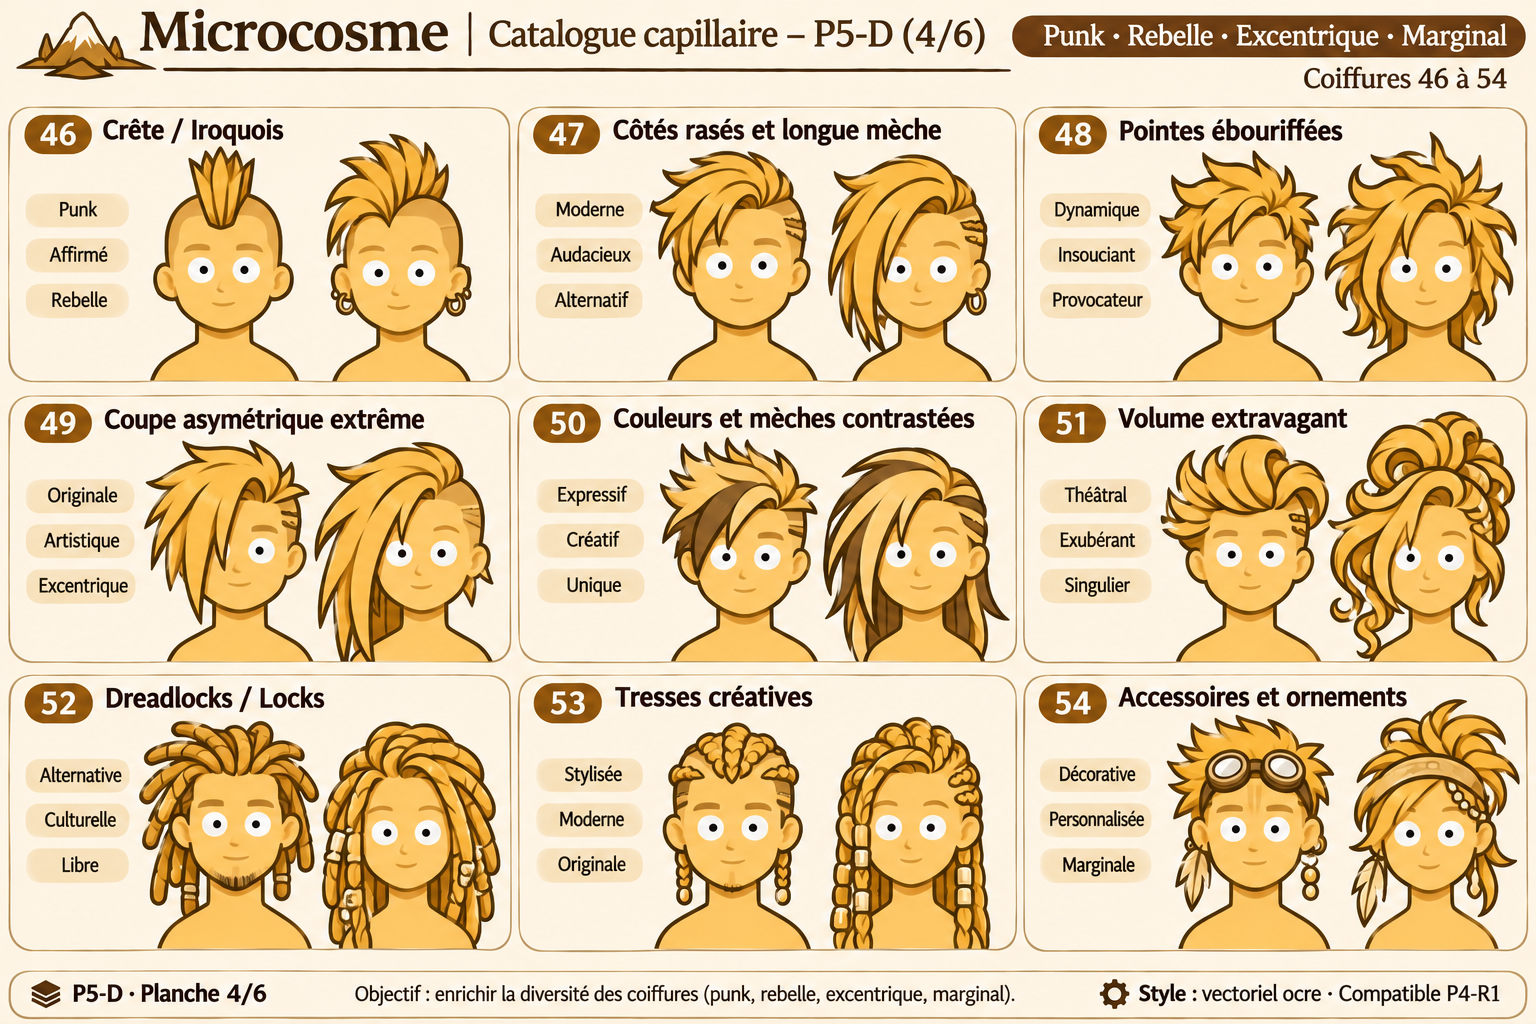 Microcosme | Catalogue capillaire – P5-D (4/6)
Punk · Rebelle · Excentrique · Marginal
Coiffures 46 à 54
46 Crête / Iroquois
Punk
Affirmé
Rebelle
47 Côtés rasés et longue mèche
Moderne
Audacieux
Alternatif
48 Pointes ébouriffées
Dynamique
Insouciant
Provocateur
49 Coupe asymétrique extrême
Originale
Artistique
Excentrique
50 Couleurs et mèches contrastées
Expressif
Créatif
Unique
51 Volume extravagant
Théâtral
Exubérant
Singulier
52 Dreadlocks / Locks
Alternative
Culturelle
Libre
53 Tresses créatives
Stylisée
Moderne
Originale
54 Accessoires et ornements
Décorative
Personnalisée
Marginale
P5-D · Planche 4/6
Objectif : enrichir la diversité des coiffures (punk, rebelle, excentrique, marginal).
Style : vectoriel ocre · Compatible P4-R1